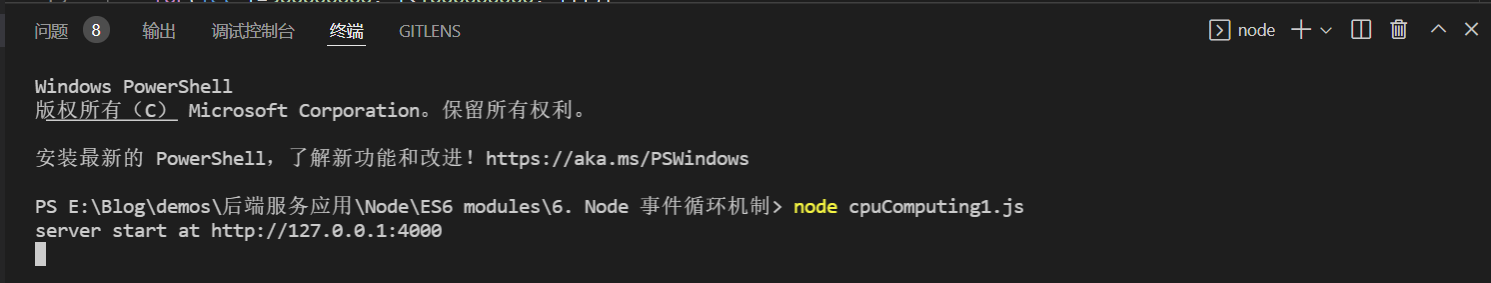 问题 8 输出 调试控制台 终端 GITLENS node
Windows PowerShell
版权所有（C） Microsoft Corporation。保留所有权利。
安装最新的 PowerShell，了解新功能和改进！https://aka.ms/PSWindows
PS E:\Blog\demos\后端服务应用\Node\ES6 modules\6. Node 事件循环机制> node cpuComputing1.js
server start at http://127.0.0.1:4000